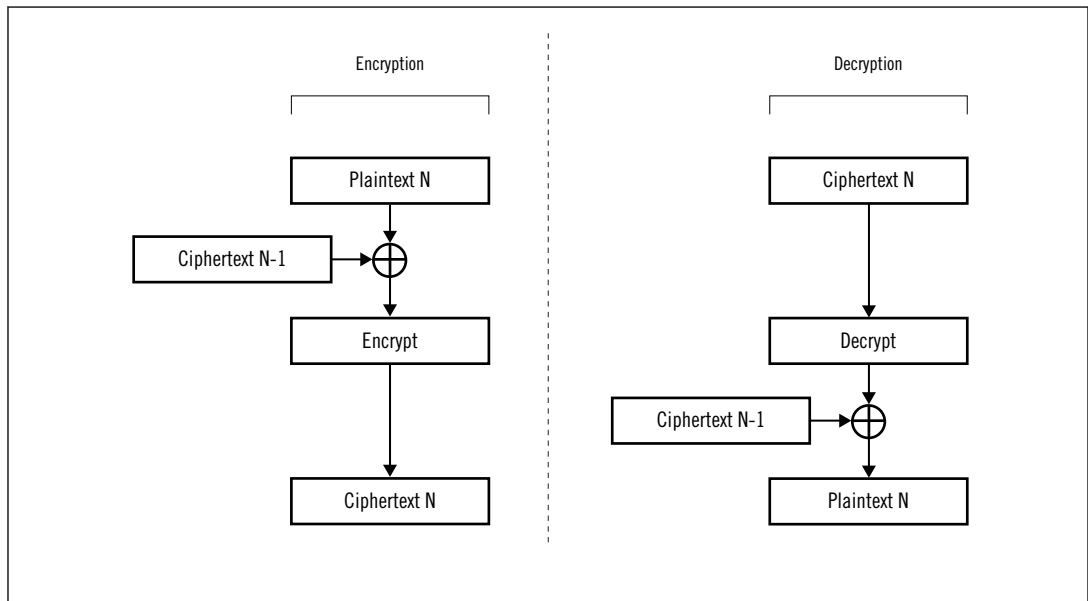 Encryption
Decryption
Plaintext N
Ciphertext N
Ciphertext N-1
Encrypt
Decrypt
Ciphertext N-1
Ciphertext N
Plaintext N